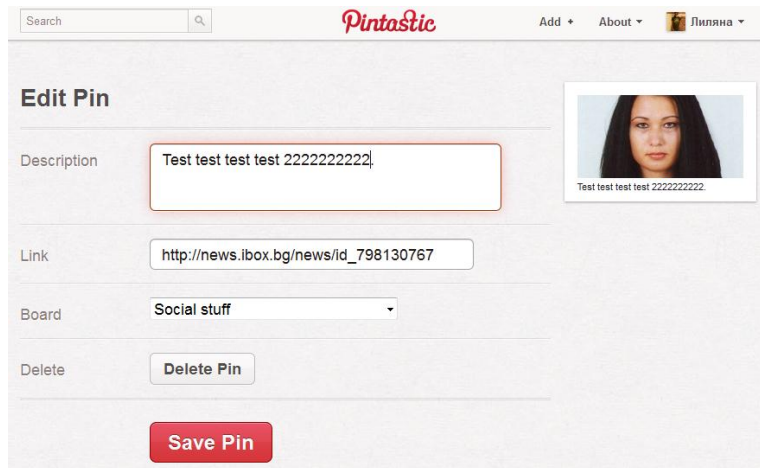 Search
Pintastic
Add +
About
Лиляна
Edit Pin
Description
Test test test test 2222222222.
Test test test test 2222222222.
Link
http://news.ibox.bg/news/id_798130767
Board
Social stuff
Delete
Delete Pin
Save Pin